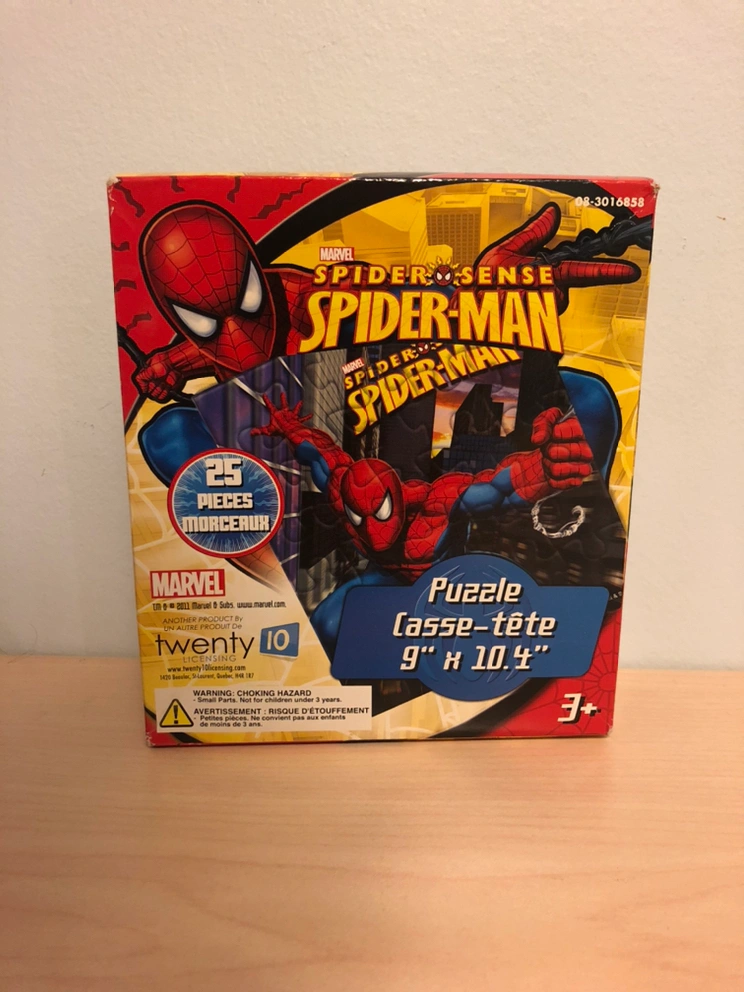 08-3016858
MARVEL
SPIDER SENSE
SPIDER-MAN
MARVEL
SPIDER
SPIDER-MAN
25
PIECES
MORCEAUX
MARVEL
TM & © 2011 Marvel & Subs. www.marvel.com.
ANOTHER PRODUCT By
UN AUTRE PRODUIT De
twenty 10
LICENSING
www.twenty10licensing.com
Puzzle
Casse-tête
9" x 10.4"
WARNING: CHOKING HAZARD
- Small Parts. Not for children under 3 years.
AVERTISSEMENT : RISQUE D'ÉTOUFFEMENT
- Petites pièces. Ne convient pas aux enfants
de moins de 3 ans.
3+